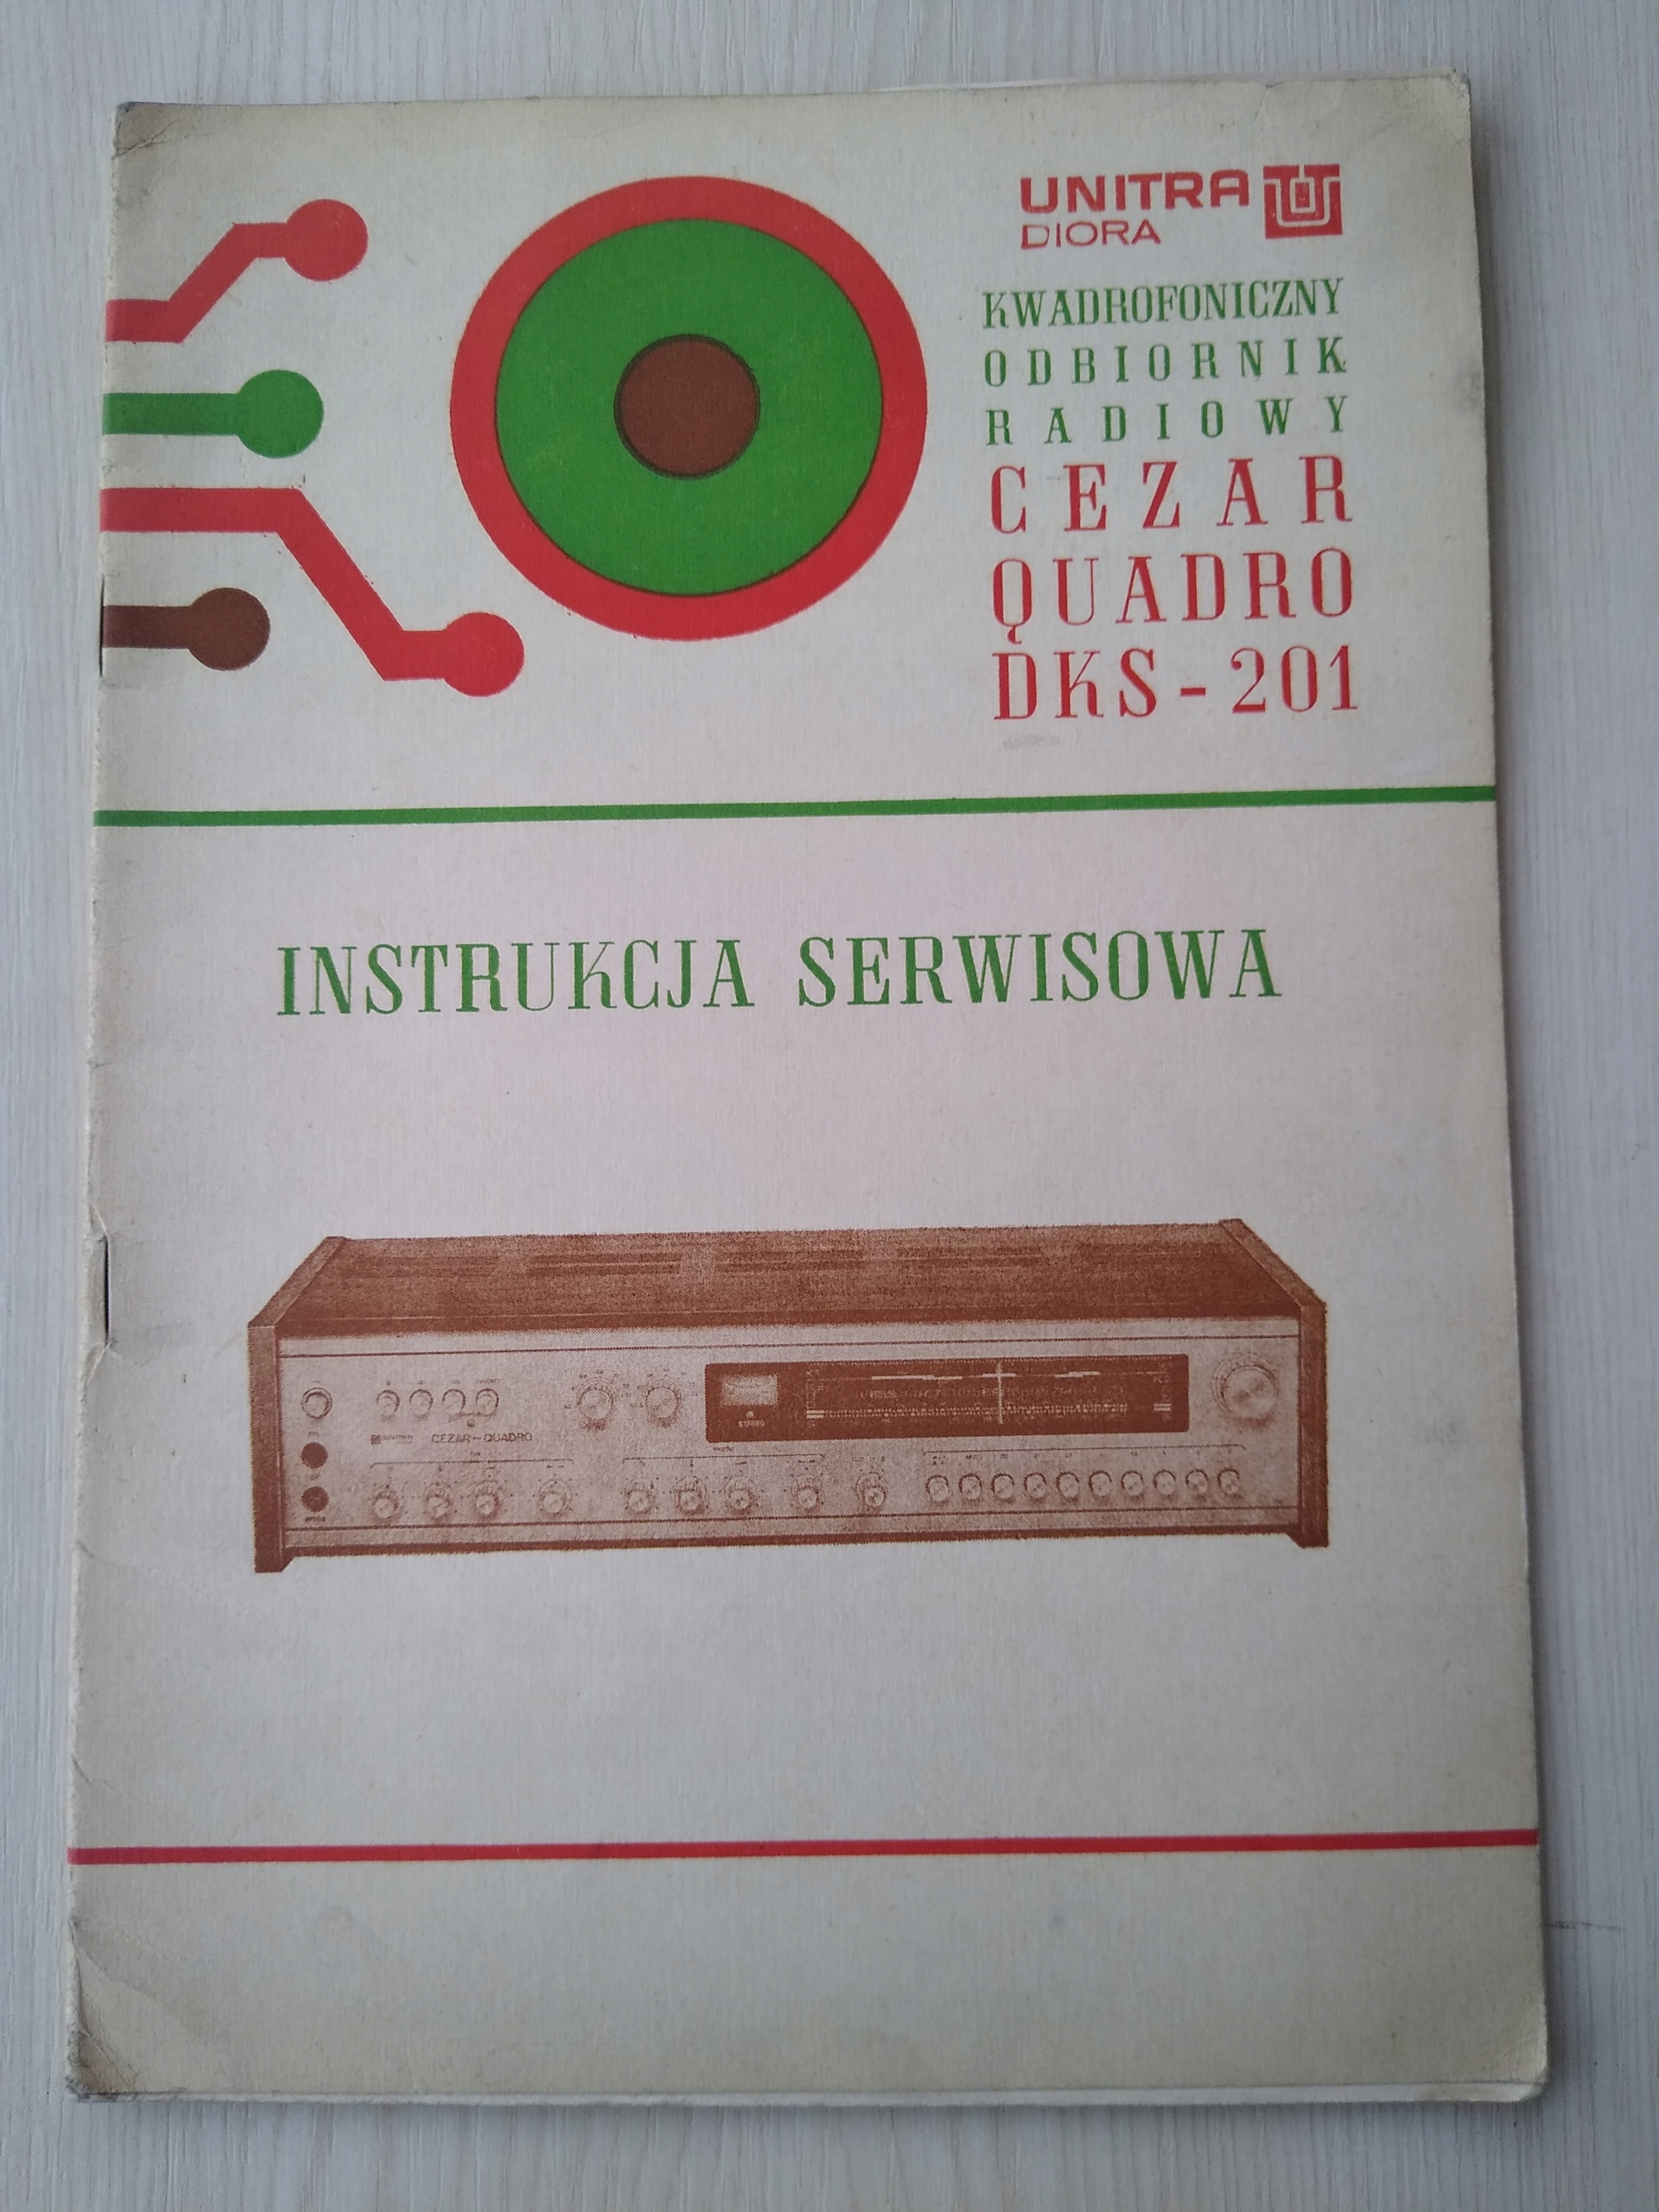 UNITRA
DIORA
KWADROFONICZNY
ODBIORNIK
RADIOWY
CEZAR
QUADRO
DKS-201
INSTRUKCJA SERWISOWA
STEREO
CEZAR-QUADRO